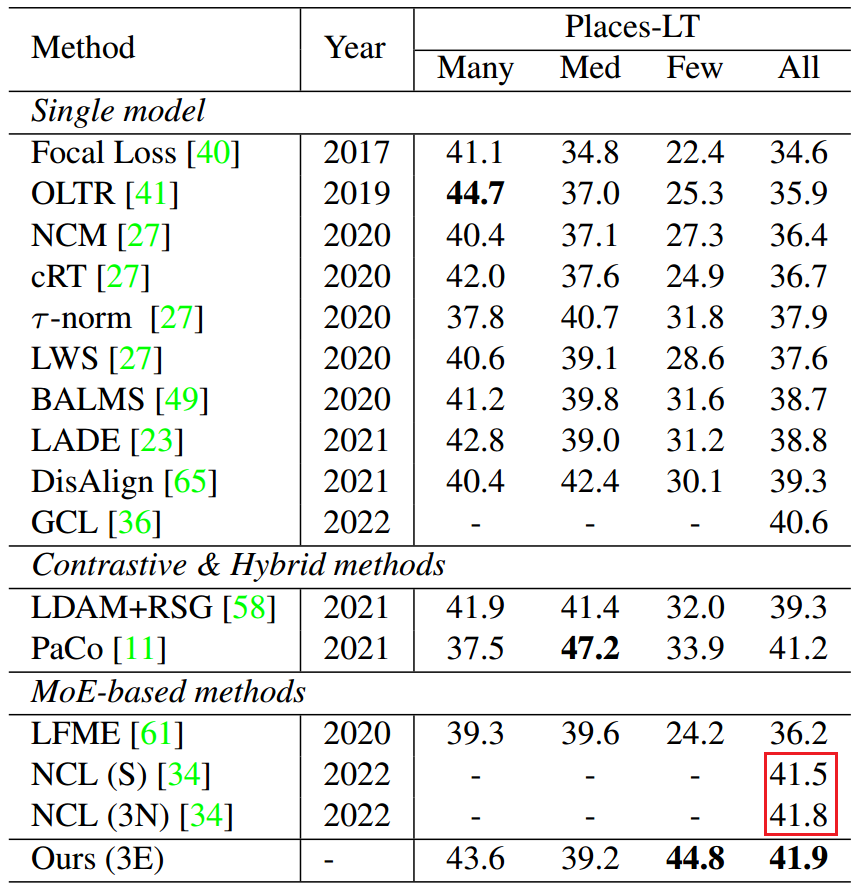 Method Year Places-LT
Many Med Few All
Single model
Focal Loss [40] 2017 41.1 34.8 22.4 34.6
OLTR [41] 2019 44.7 37.0 25.3 35.9
NCM [27] 2020 40.4 37.1 27.3 36.4
cRT [27] 2020 42.0 37.6 24.9 36.7
τ-norm [27] 2020 37.8 40.7 31.8 37.9
LWS [27] 2020 40.6 39.1 28.6 37.6
BALMS [49] 2020 41.2 39.8 31.6 38.7
LADE [23] 2021 42.8 39.0 31.2 38.8
DisAlign [65] 2021 40.4 42.4 30.1 39.3
GCL [36] 2022 - - - 40.6
Contrastive & Hybrid methods
LDAM+RSG [58] 2021 41.9 41.4 32.0 39.3
PaCo [11] 2021 37.5 47.2 33.9 41.2
MoE-based methods
LFME [61] 2020 39.3 39.6 24.2 36.2
NCL (S) [34] 2022 - - - 41.5
NCL (3N) [34] 2022 - - - 41.8
Ours (3E) - 43.6 39.2 44.8 41.9